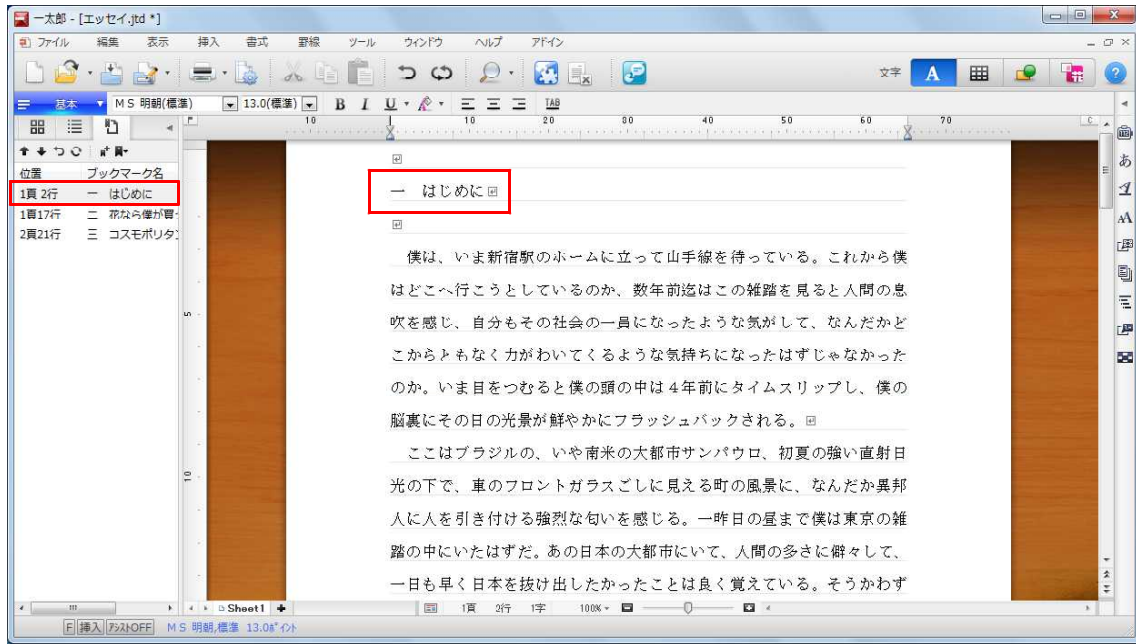 一太郎 - [エッセイ.jtd *]
ファイル 編集 表示 挿入 書式 罫線 ツール ウィンドウ ヘルプ アドイン
文字 A
基本 MS 明朝(標準) 13.0(標準) B I U TAB
10 1 10 20 30 40 50 60 70
位置 ブックマーク名
1頁 2行 一 はじめに
1頁17行 二 花なら僕が買
2頁21行 三 コスモポリタ
一 はじめに
僕は、いま新宿駅のホームに立って山手線を待っている。これから僕
はどこへ行こうとしているのか、数年前迄はこの雑踏を見ると人間の息
吹を感じ、自分もその社会の一員になったような気がして、なんだかど
こからともなく力がわいてくるような気持ちになったはずじゃなかった
のか。いま目をつむると僕の頭の中は4年前にタイムスリップし、僕の
脳裏にその日の光景が鮮やかにフラッシュバックされる。
ここはブラジルの、いや南米の大都市サンパウロ、初夏の強い直射日
光の下で、車のフロントガラスごしに見える町の風景に、なんだか異邦
人に人を引き付ける強烈な匂いを感じる。一昨日の昼まで僕は東京の雑
踏の中にいたはずだ。あの日本の大都市にいて、人間の多さに僻々して、
一日も早く日本を抜け出したかったことは良く覚えている。そうかわず
5
10
Sheet1 1頁 2行 1字 100%
F 挿入 アシストOFF MS 明朝,標準 13.0ポイント